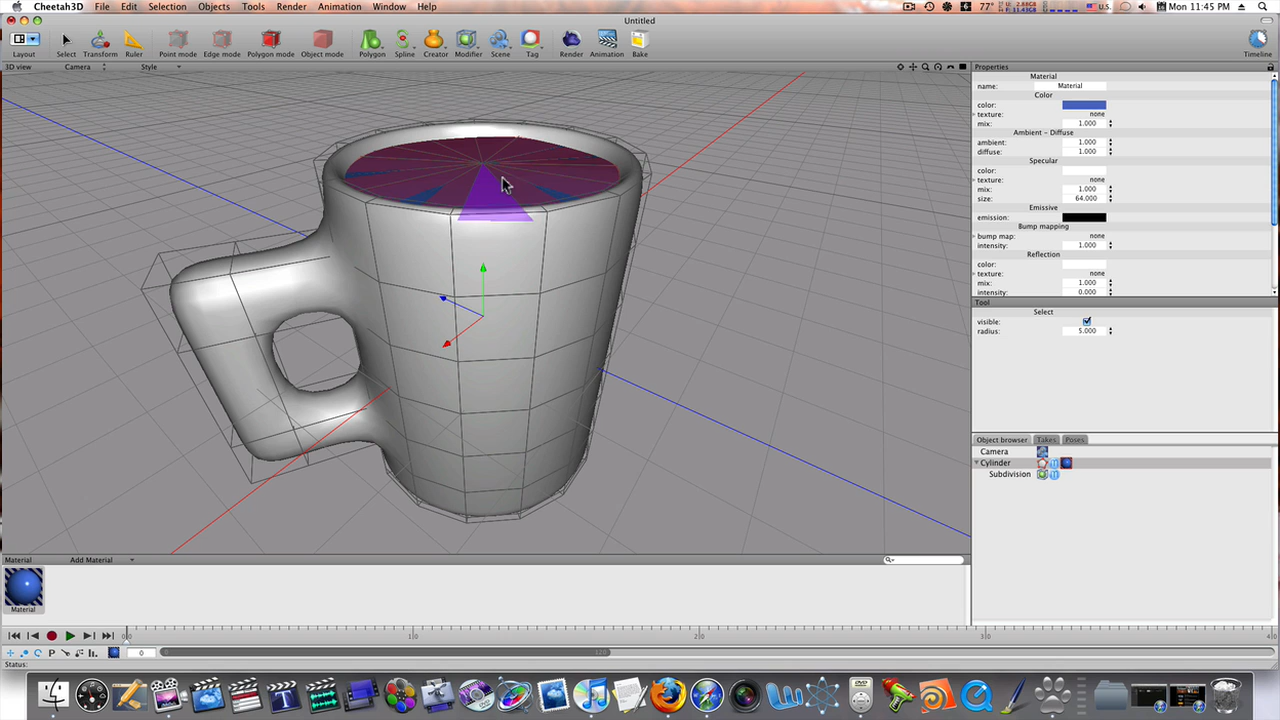 Cheetah3D File Edit Selection Objects Tools Render Animation Window Help 77° U.S. Mon 11:45 PM
Untitled
Layout Select Transform Ruler Point mode Edge mode Polygon mode Object mode Polygon Spline Creator Modifier Scene Tag Render Animation Bake Timeline
3D view Camera Style
Properties
Material
name: Material
Color
color:
texture: none
mix: 1.000
Ambient - Diffuse
ambient: 1.000
diffuse: 1.000
Specular
color:
texture: none
mix: 1.000
size: 64.000
Emissive
emission:
Bump mapping
bump map: none
intensity: 1.000
Reflection
color:
texture: none
mix: 1.000
intensity: 0.000
Tool
Select
visible:
radius: 5.000
Object browser Takes Poses
Camera
Cylinder
Subdivision
Material Add Material
Material
0 0
P 0 0 120
Status: